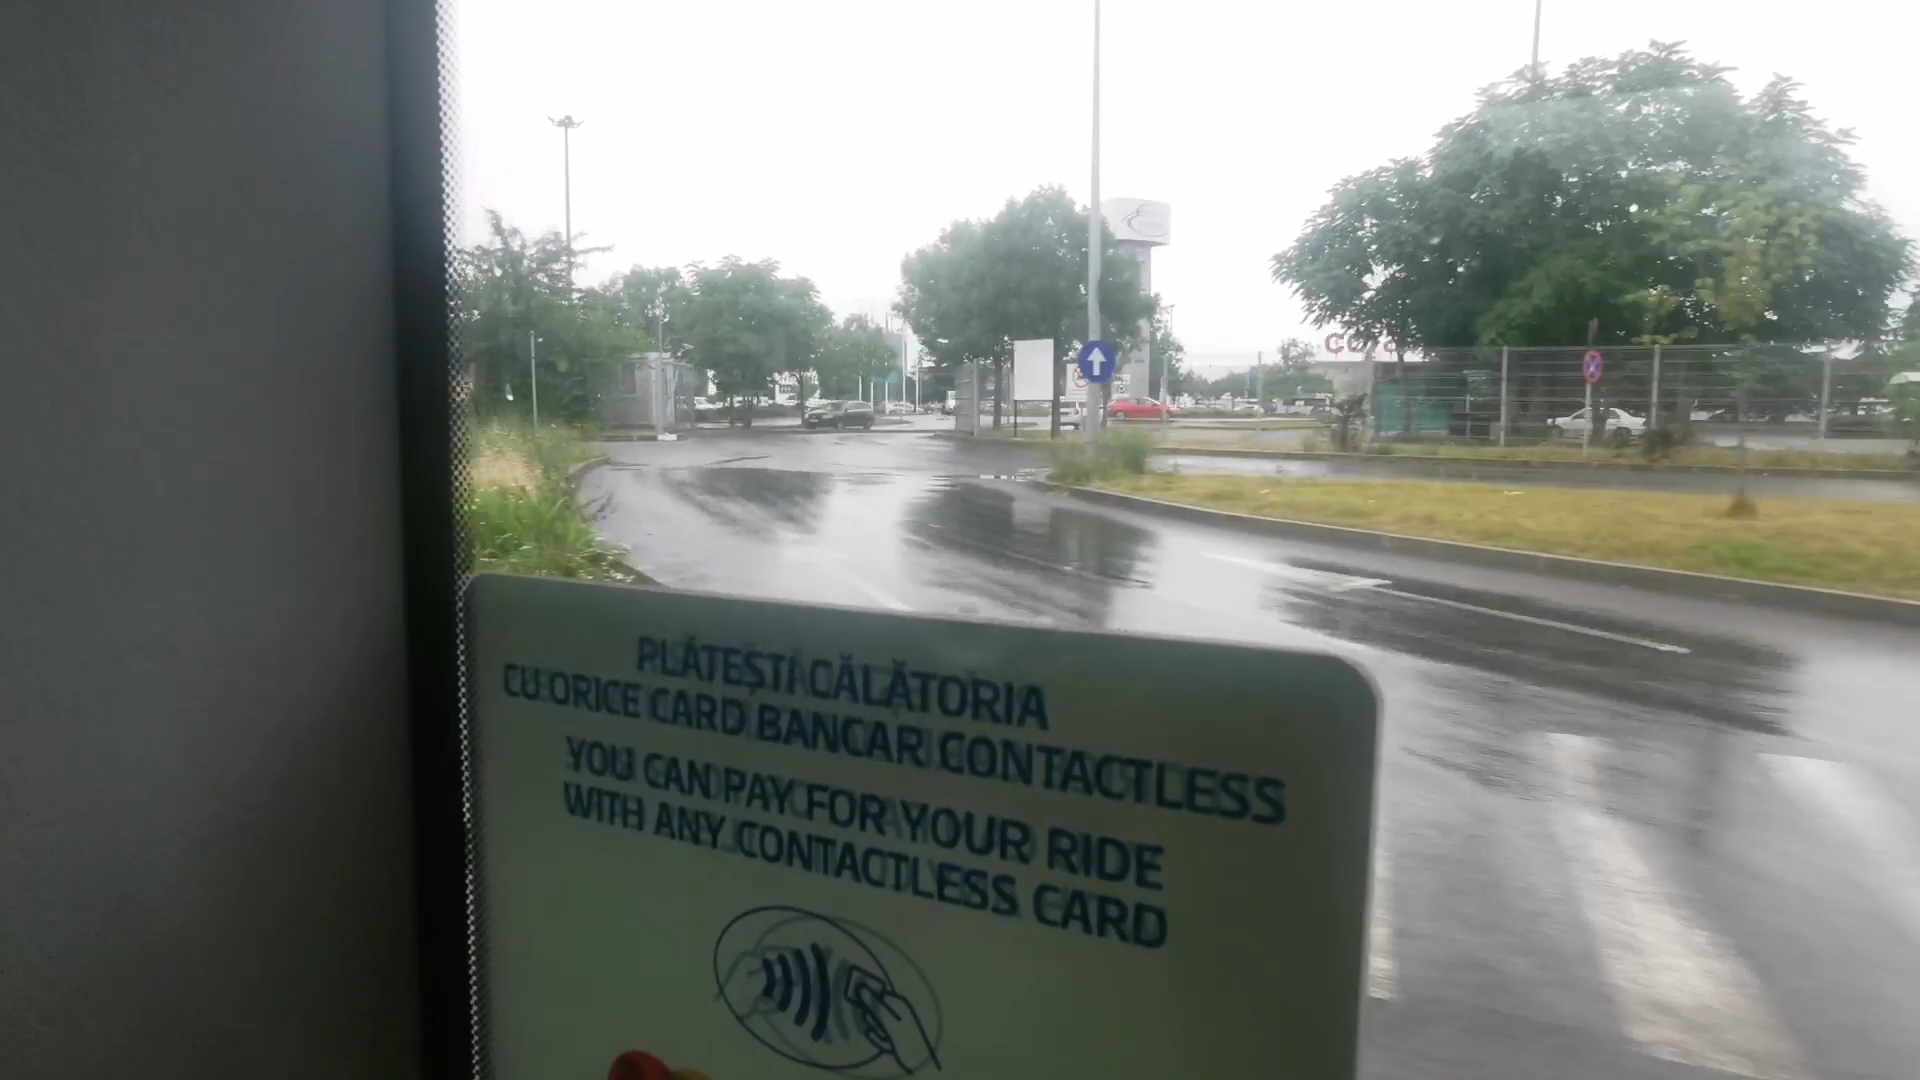 PLĂTEȘTI CĂLĂTORIA
CU ORICE CARD BANCAR CONTACTLESS
YOU CAN PAY FOR YOUR RIDE
WITH ANY CONTACTLESS CARD